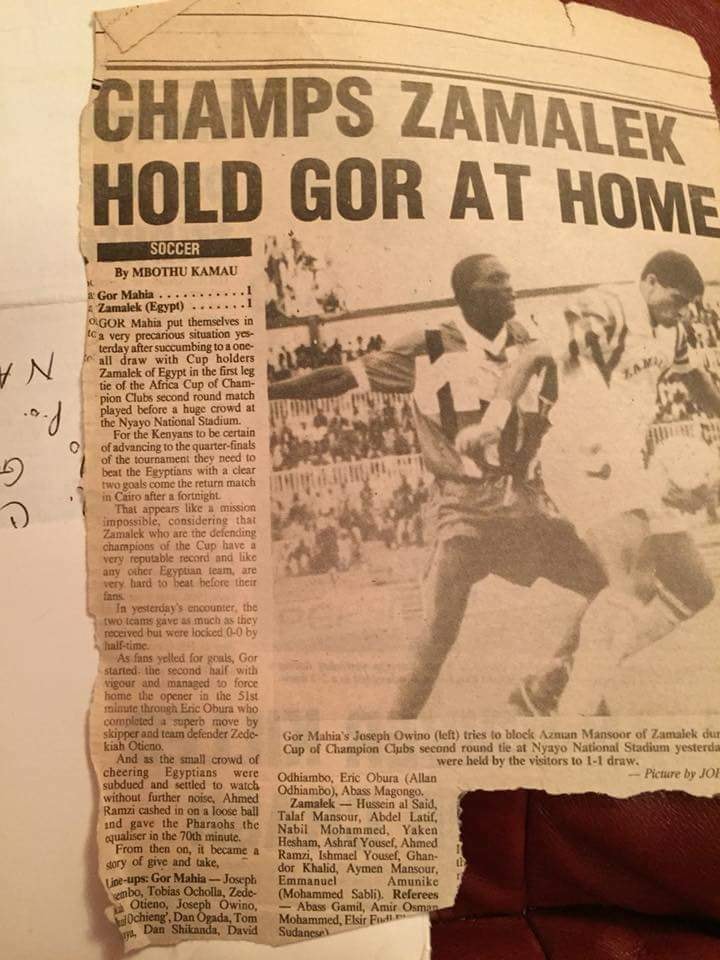 CHAMPS ZAMALEK
HOLD GOR AT HOME
SOCCER
By MBOTHU KAMAU
Gor Mahia ...........1
Zamalek (Egypt) .......1
GOR Mahia put themselves in
a very precarious situation yes-
terday after succumbing to a one-
all draw with Cup holders
Zamalek of Egypt in the first leg
tie of the Africa Cup of Cham-
pion Clubs second round match
played before a huge crowd at
the Nyayo National Stadium.
For the Kenyans to be certain
of advancing to the quarter-finals
of the tournament they need to
beat the Egyptians with a clear
two goals come the return match
in Cairo after a fortnight.
That appears like a mission
impossible, considering that
Zamalek who are the defending
champions of the Cup have a
very reputable record and like
any other Egyptian team, are
very hard to beat before their
fans.
In yesterday's encounter, the
two teams gave as much as they
received but were locked 0-0 by
half-time.
As fans yelled for goals, Gor
started the second half with
vigour and managed to force
home the opener in the 51st
minute through Eric Obura who
completed a superb move by
skipper and team defender Zede-
kiah Otieno.
And as the small crowd of
cheering Egyptians were
subdued and settled to watch
without further noise, Ahmed
Ramzi cashed in on a loose ball
and gave the Pharaohs the
equaliser in the 70th minute.
From then on, it became a
story of give and take,
Line-ups: Gor Mahia — Joseph
Tobias Ocholla, Zede-
Otieno, Joseph Owino,
Ochieng', Dan Ogada, Tom
Dan Shikanda, David
Odhiambo, Eric Obura (Allan
Odhiambo), Abass Magongo.
Zamalek — Hussein al Said,
Talaf Mansour, Abdel Latif,
Nabil Mohammed, Yaken
Hesham, Ashraf Yousef, Ahmed
Ramzi, Ishmael Yousef, Ghan-
dor Khalid, Aymen Mansour,
Emmanuel Amunike
(Mohammed Sabli). Referees
— Abass Gamil, Amir Osman
Mohammed, Elsir
Sudanese)
Gor Mahia's Joseph Owino (left) tries to block Azman Mansoor of Zamalek
Cup of Champion Clubs second round tie at Nyayo National Stadium
were held by the visitors to 1-1 draw.
— Picture by